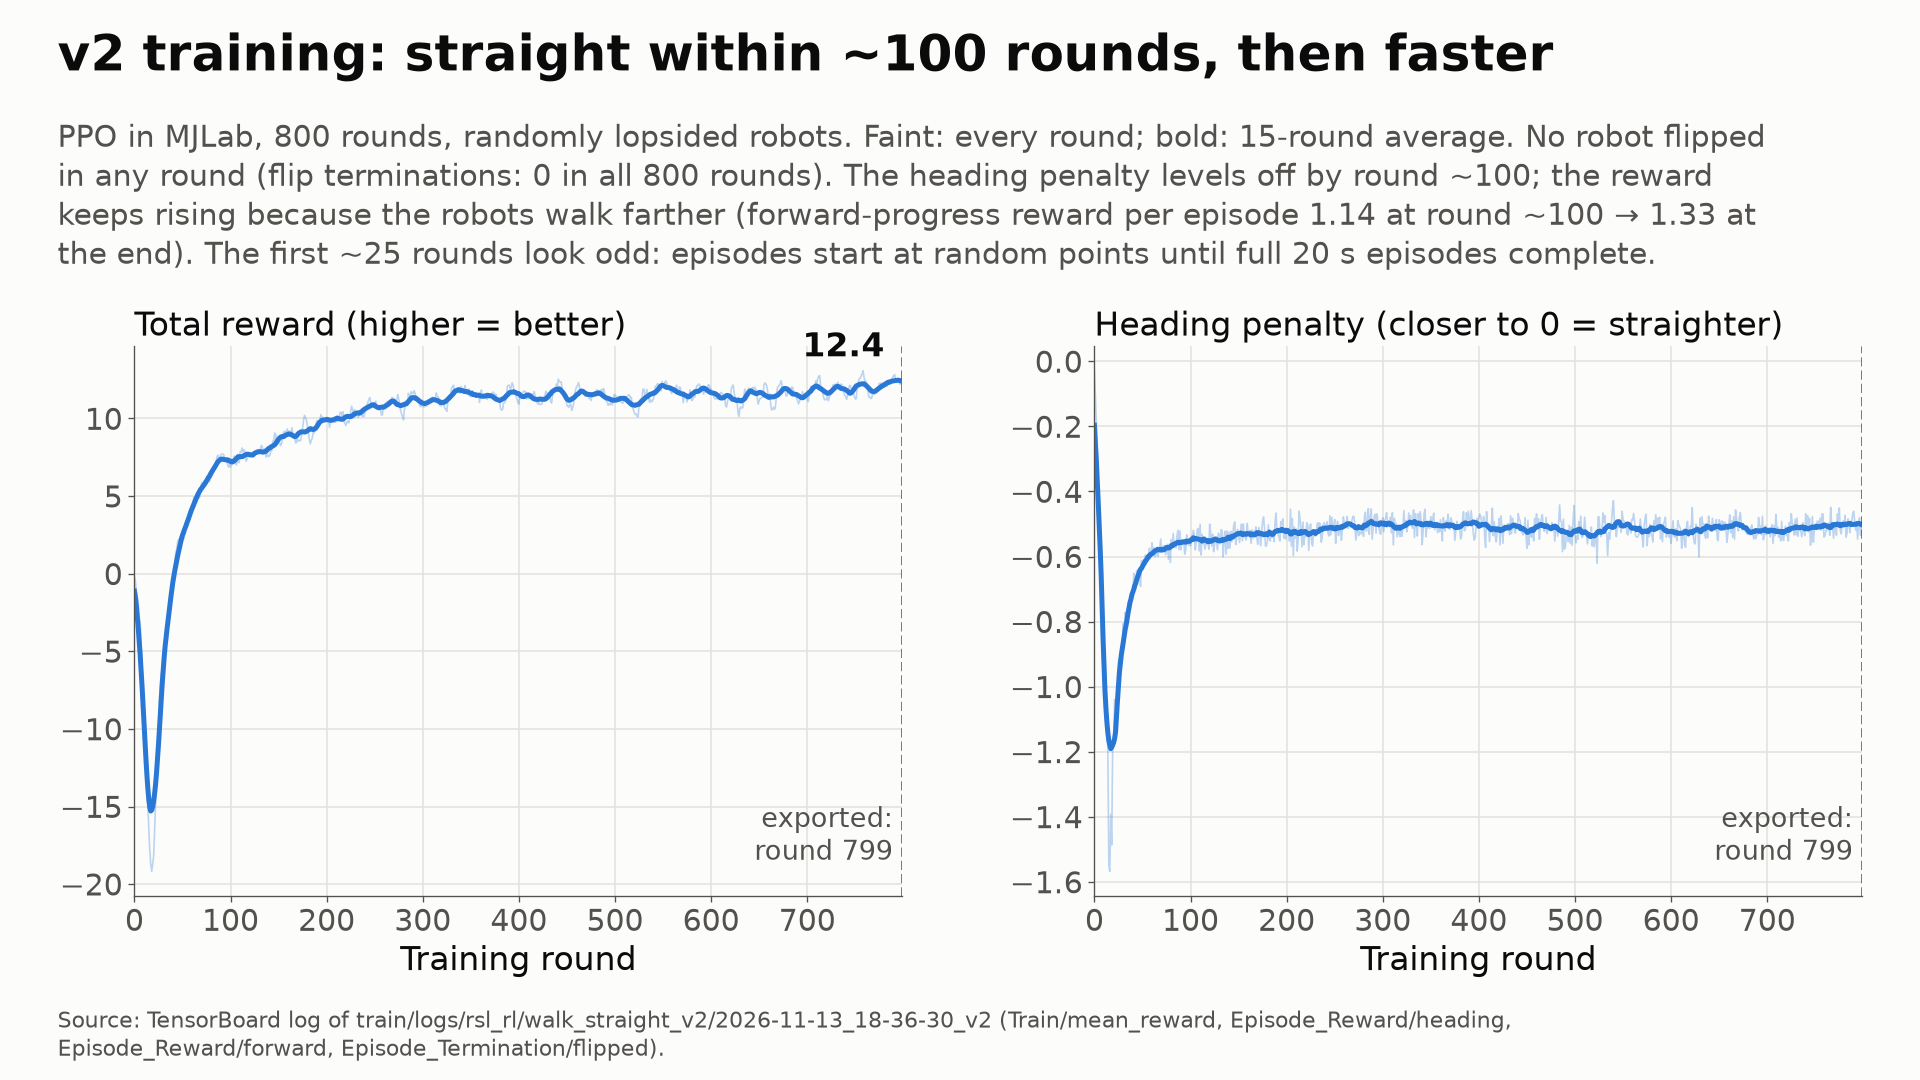 v2 training: straight within ~100 rounds, then faster
PPO in MJLab, 800 rounds, randomly lopsided robots. Faint: every round; bold: 15-round average. No robot flipped
in any round (flip terminations: 0 in all 800 rounds). The heading penalty levels off by round ~100; the reward
keeps rising because the robots walk farther (forward-progress reward per episode 1.14 at round ~100 → 1.33 at
the end). The first ~25 rounds look odd: episodes start at random points until full 20 s episodes complete.
Total reward (higher = better)
12.4
10
5
0
−5
−10
−15
−20
exported:
round 799
0 100 200 300 400 500 600 700
Training round
Heading penalty (closer to 0 = straighter)
0.0
−0.2
−0.4
−0.6
−0.8
−1.0
−1.2
−1.4
−1.6
exported:
round 799
0 100 200 300 400 500 600 700
Training round
Source: TensorBoard log of train/logs/rsl_rl/walk_straight_v2/2026-11-13_18-36-30_v2 (Train/mean_reward, Episode_Reward/heading,
Episode_Reward/forward, Episode_Termination/flipped).